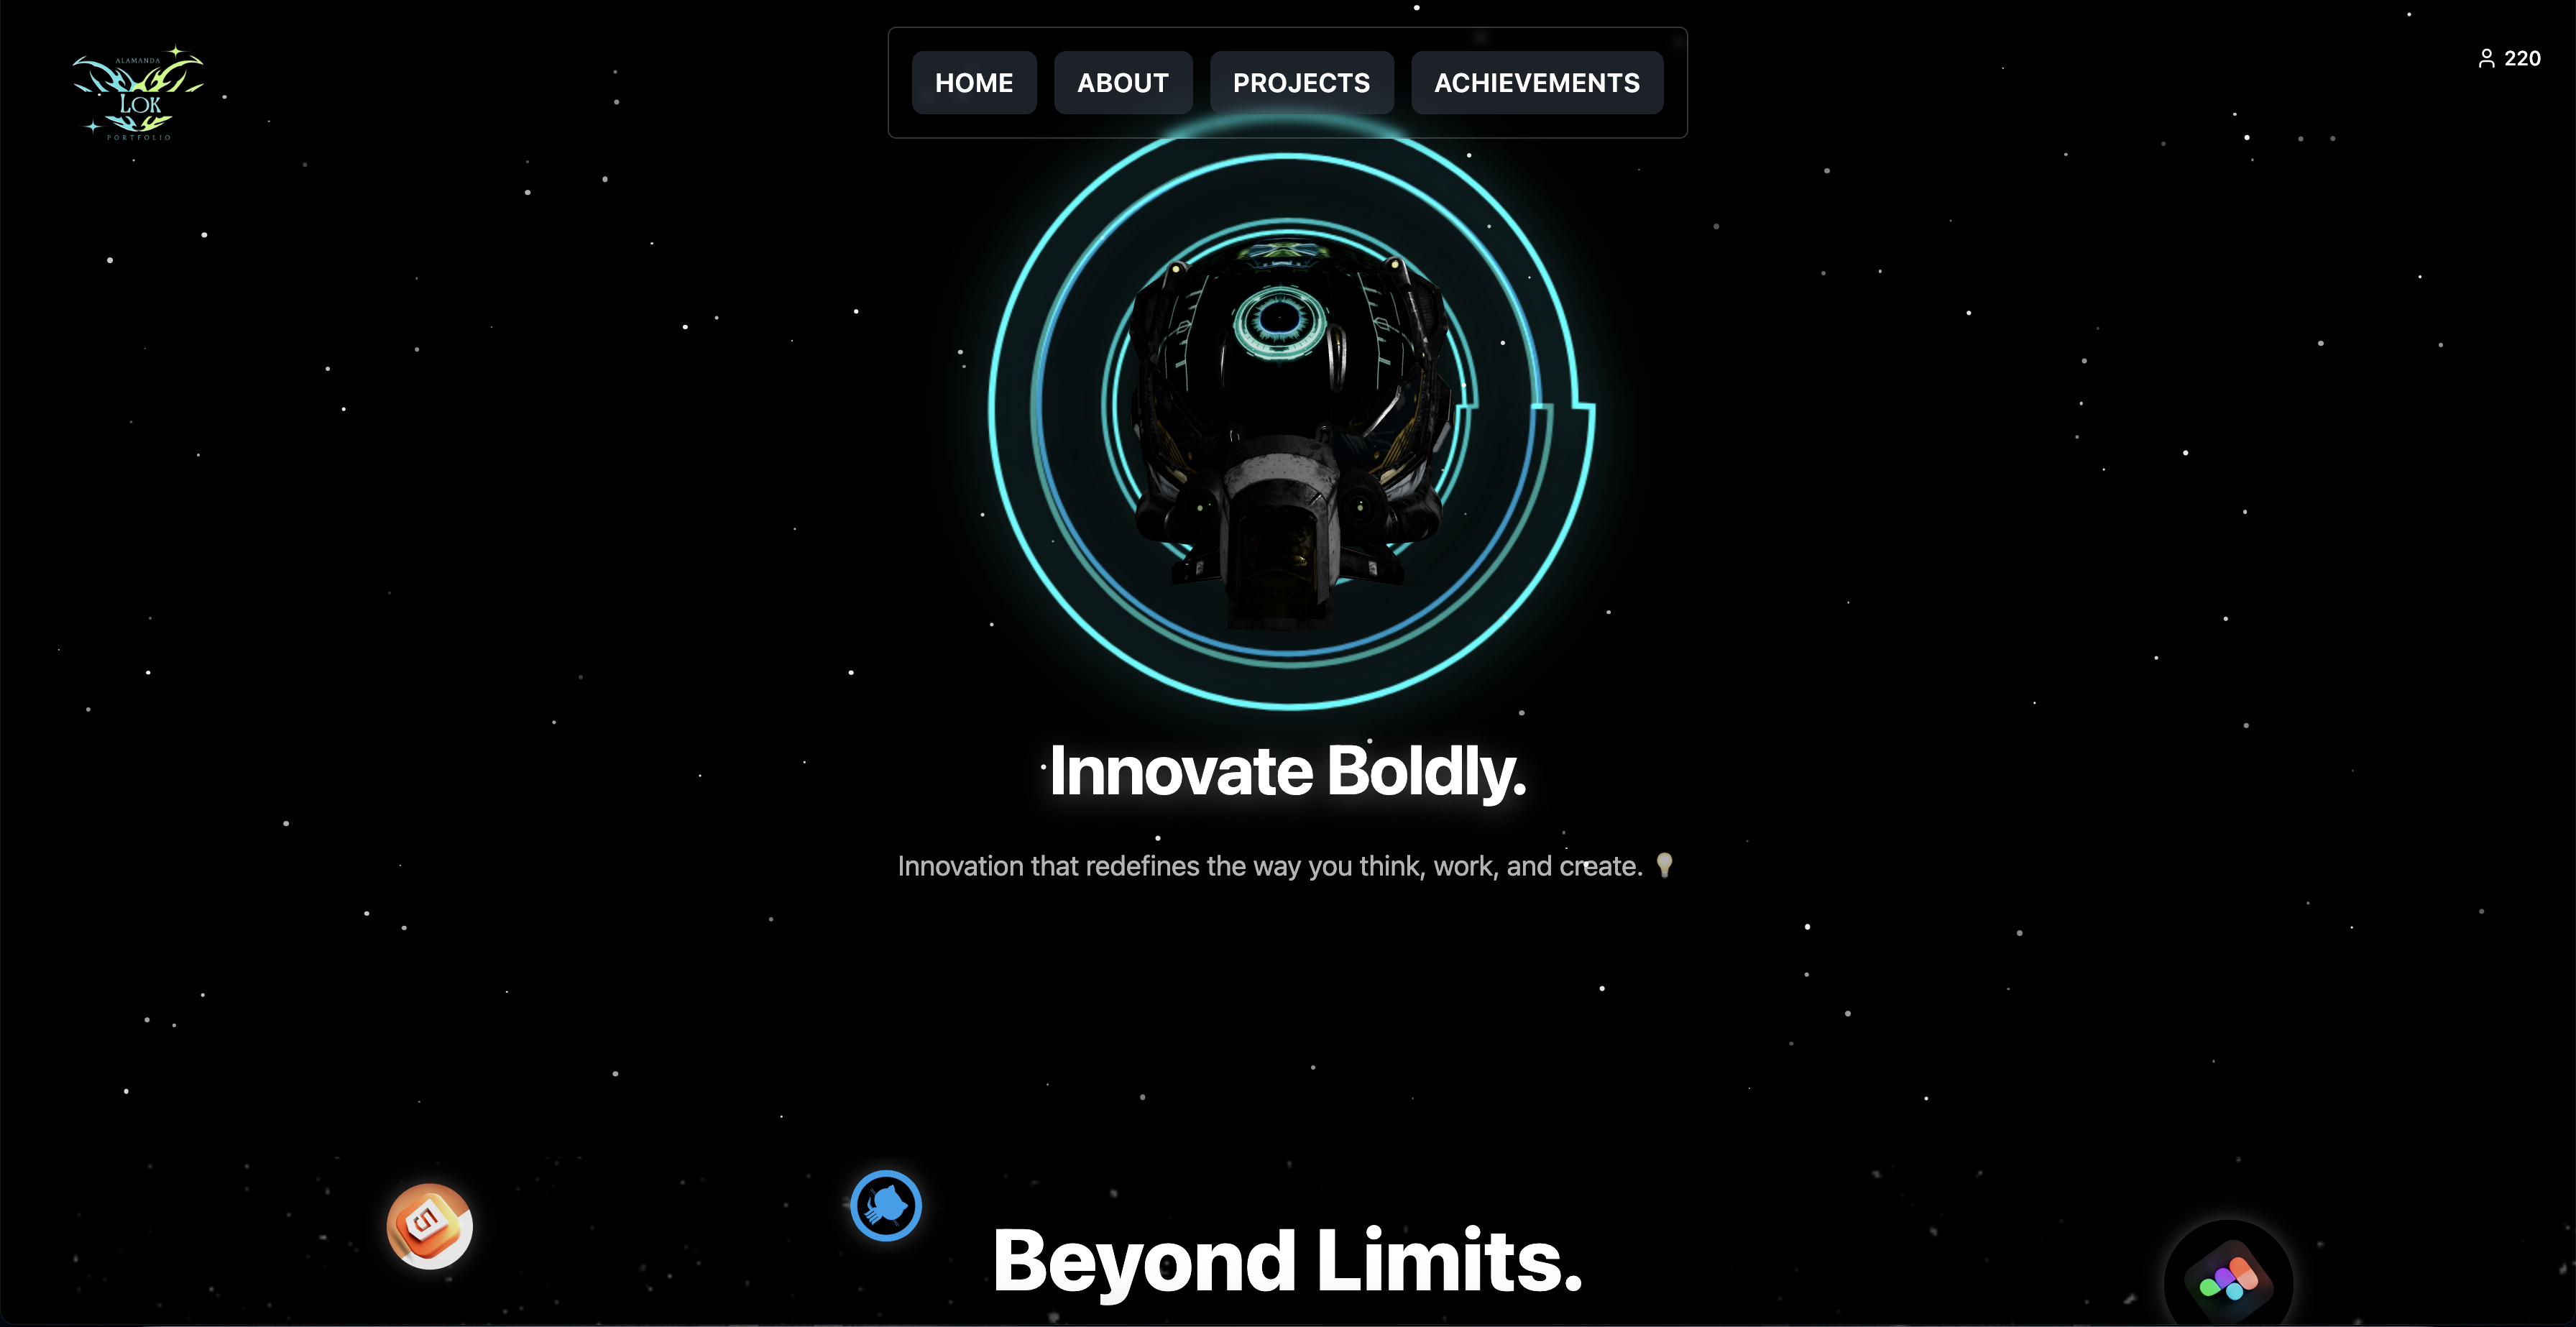 ALAMANDA
LOK
PORTFOLIO
HOME
ABOUT
PROJECTS
ACHIEVEMENTS
220
Innovate Boldly.
Innovation that redefines the way you think, work, and create. 💡
5
Beyond Limits.